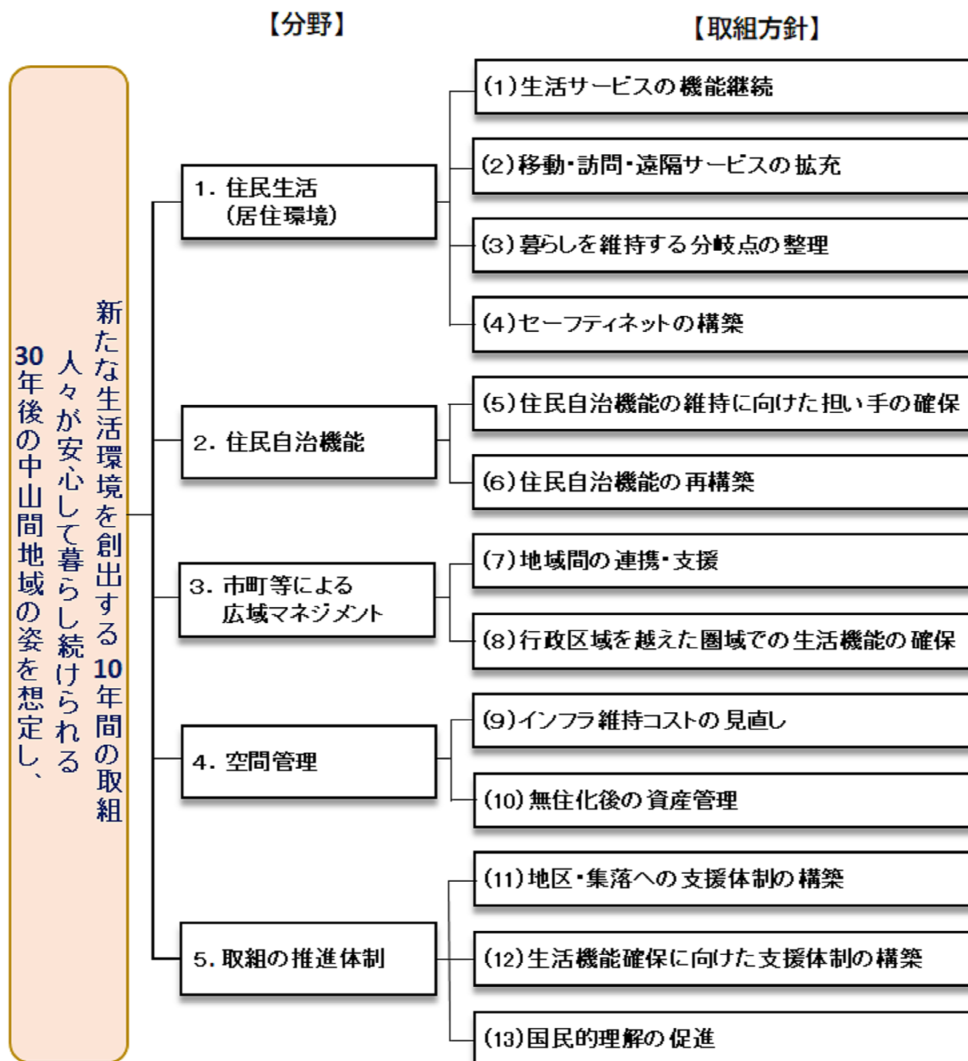 【分野】
【取組方針】
30年後の中山間地域の姿を想定し、
人々が安心して暮らし続けられる
新たな生活環境を創出する10年間の取組
1. 住民生活
(居住環境)
(1)生活サービスの機能継続
(2)移動・訪問・遠隔サービスの拡充
(3)暮らしを維持する分岐点の整理
(4)セーフティネットの構築
2. 住民自治機能
(5)住民自治機能の維持に向けた担い手の確保
(6)住民自治機能の再構築
3. 市町等による
広域マネジメント
(7)地域間の連携・支援
(8)行政区域を越えた圏域での生活機能の確保
4. 空間管理
(9)インフラ維持コストの見直し
(10)無住化後の資産管理
5. 取組の推進体制
(11)地区・集落への支援体制の構築
(12)生活機能確保に向けた支援体制の構築
(13)国民的理解の促進